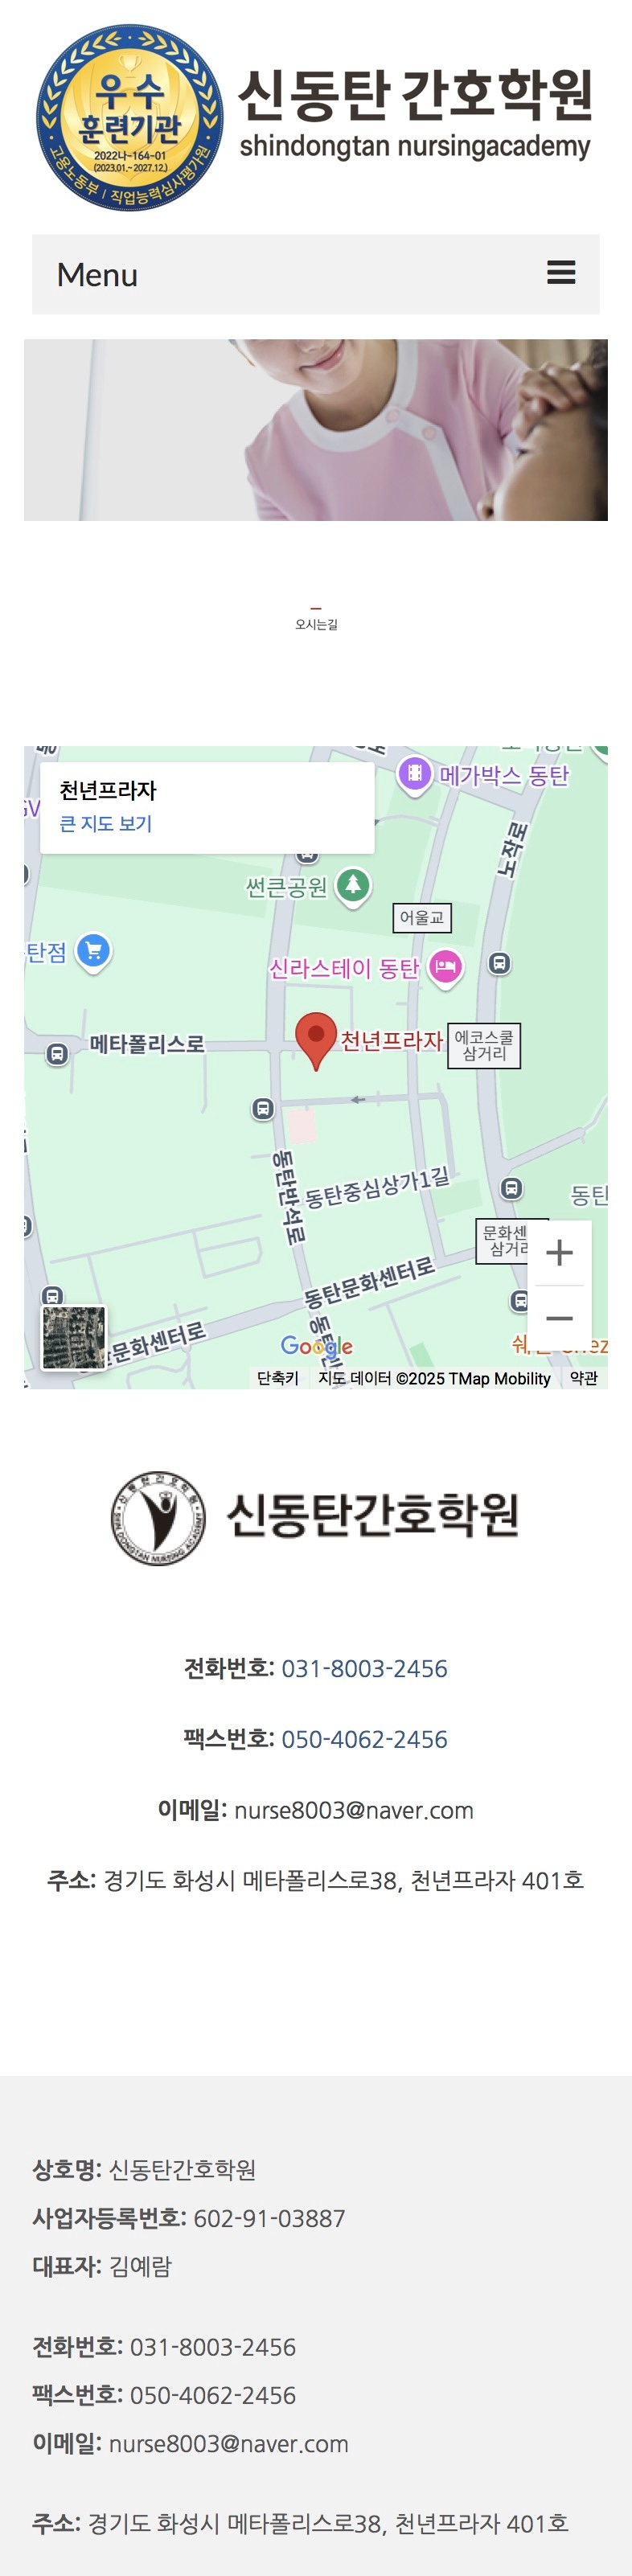 우수
훈련기관
2022나-164-01
(2023.01.~2027.12.)
고용노동부 | 직업능력심사평가원
신동탄 간호학원
shindongtan nursingacademy
Menu
오시는길
천년프라자
큰 지도 보기
메가박스 동탄
노작로
썬큰공원
어울교
탄점
신라스테이 동탄
메타폴리스로
천년프라자
에코스쿨
삼거리
동탄반석로
동탄중심상가1길
동탄
문화센
삼거리
동탄문화센터로
문화센터로
Google
단축키
지도 데이터 ©2025 TMap Mobility
약관
신동탄간호학원
SHIN DONGTAN NURSING ACADEMY
신동탄간호학원
전화번호: 031-8003-2456
팩스번호: 050-4062-2456
이메일: nurse8003@naver.com
주소: 경기도 화성시 메타폴리스로38, 천년프라자 401호
상호명: 신동탄간호학원
사업자등록번호: 602-91-03887
대표자: 김예람
전화번호: 031-8003-2456
팩스번호: 050-4062-2456
이메일: nurse8003@naver.com
주소: 경기도 화성시 메타폴리스로38, 천년프라자 401호